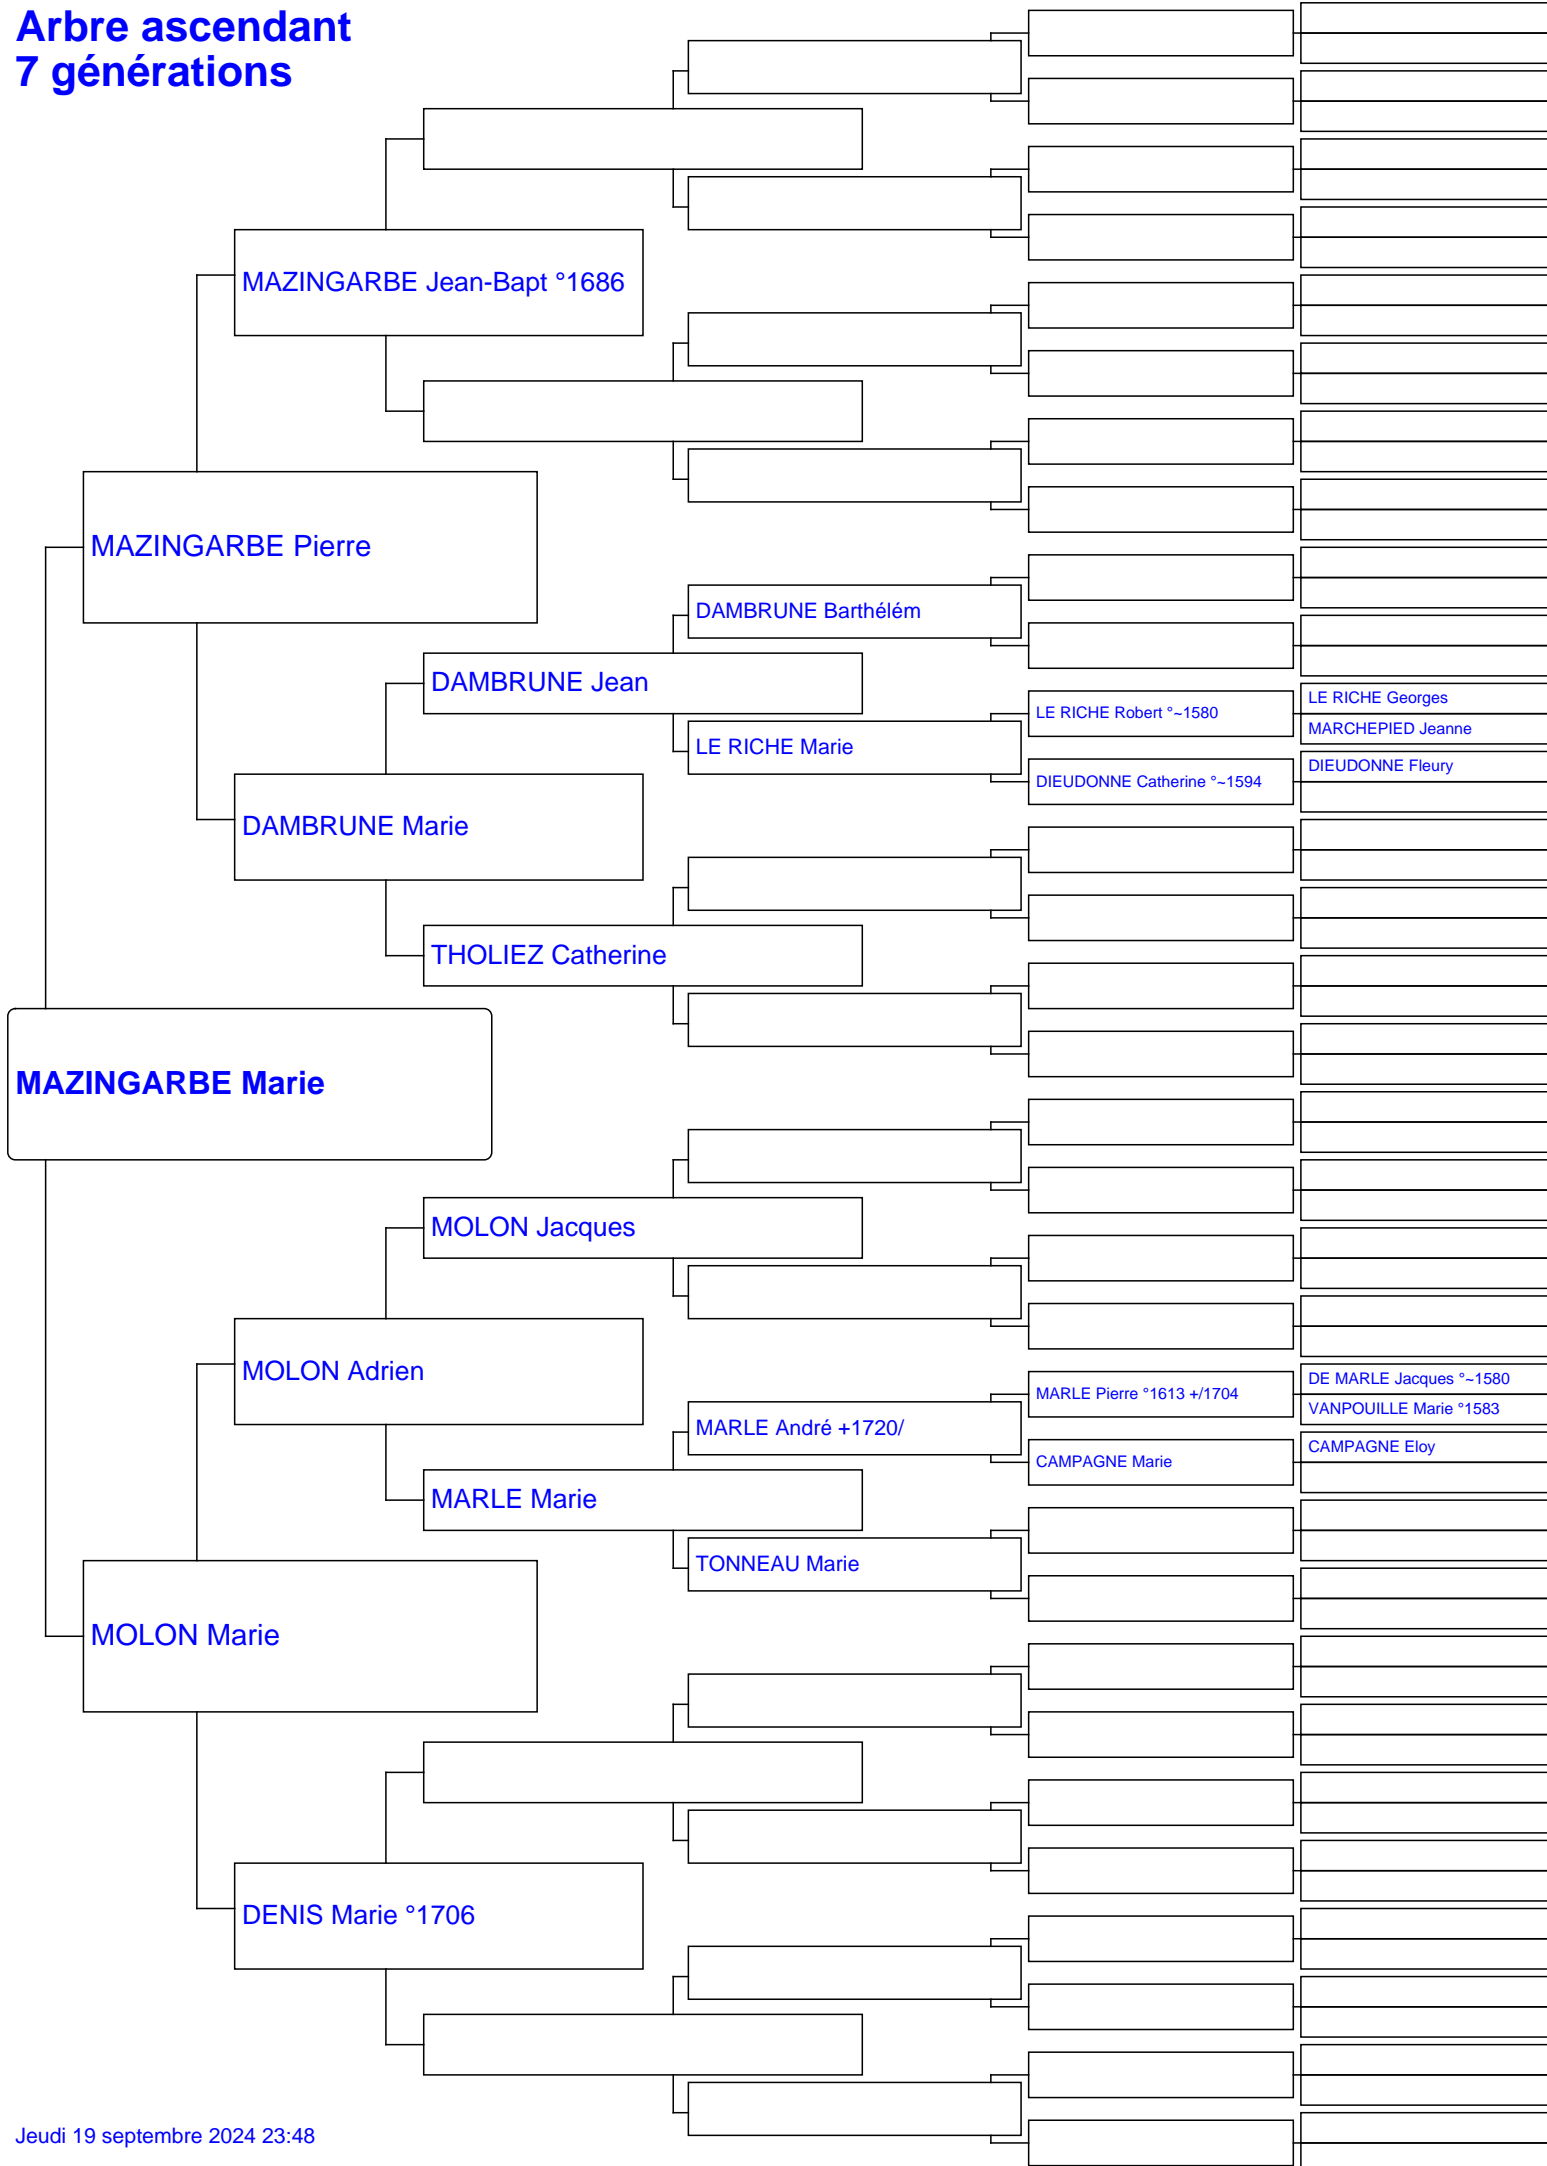 Arbre ascendant
7 générations
MAZINGARBE Jean-Bapt °1686
MAZINGARBE Pierre
DAMBRUNE Barthélém
DAMBRUNE Jean
LE RICHE Georges
LE RICHE Robert °~1580
MARCHEPIED Jeanne
LE RICHE Marie
DIEUDONNE Fleury
DIEUDONNE Catherine °~1594
DAMBRUNE Marie
THOLIEZ Catherine
MAZINGARBE Marie
MOLON Jacques
MOLON Adrien
DE MARLE Jacques °~1580
MARLE Pierre °1613 +/1704
VANPOUILLE Marie °1583
MARLE André +1720/
CAMPAGNE Eloy
CAMPAGNE Marie
MARLE Marie
TONNEAU Marie
MOLON Marie
DENIS Marie °1706
Jeudi 19 septembre 2024 23:48